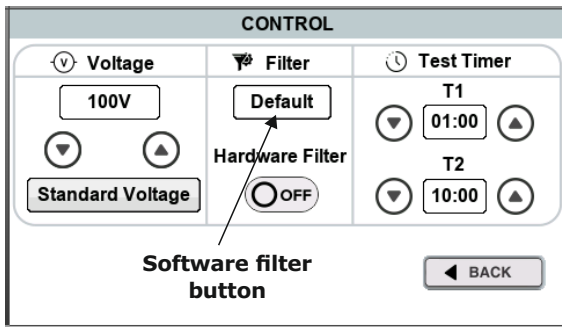 CONTROL
Voltage
100V
Standard Voltage
Filter
Default
Hardware Filter
OFF
Test Timer
T1
01:00
T2
10:00
Software filter
button
BACK